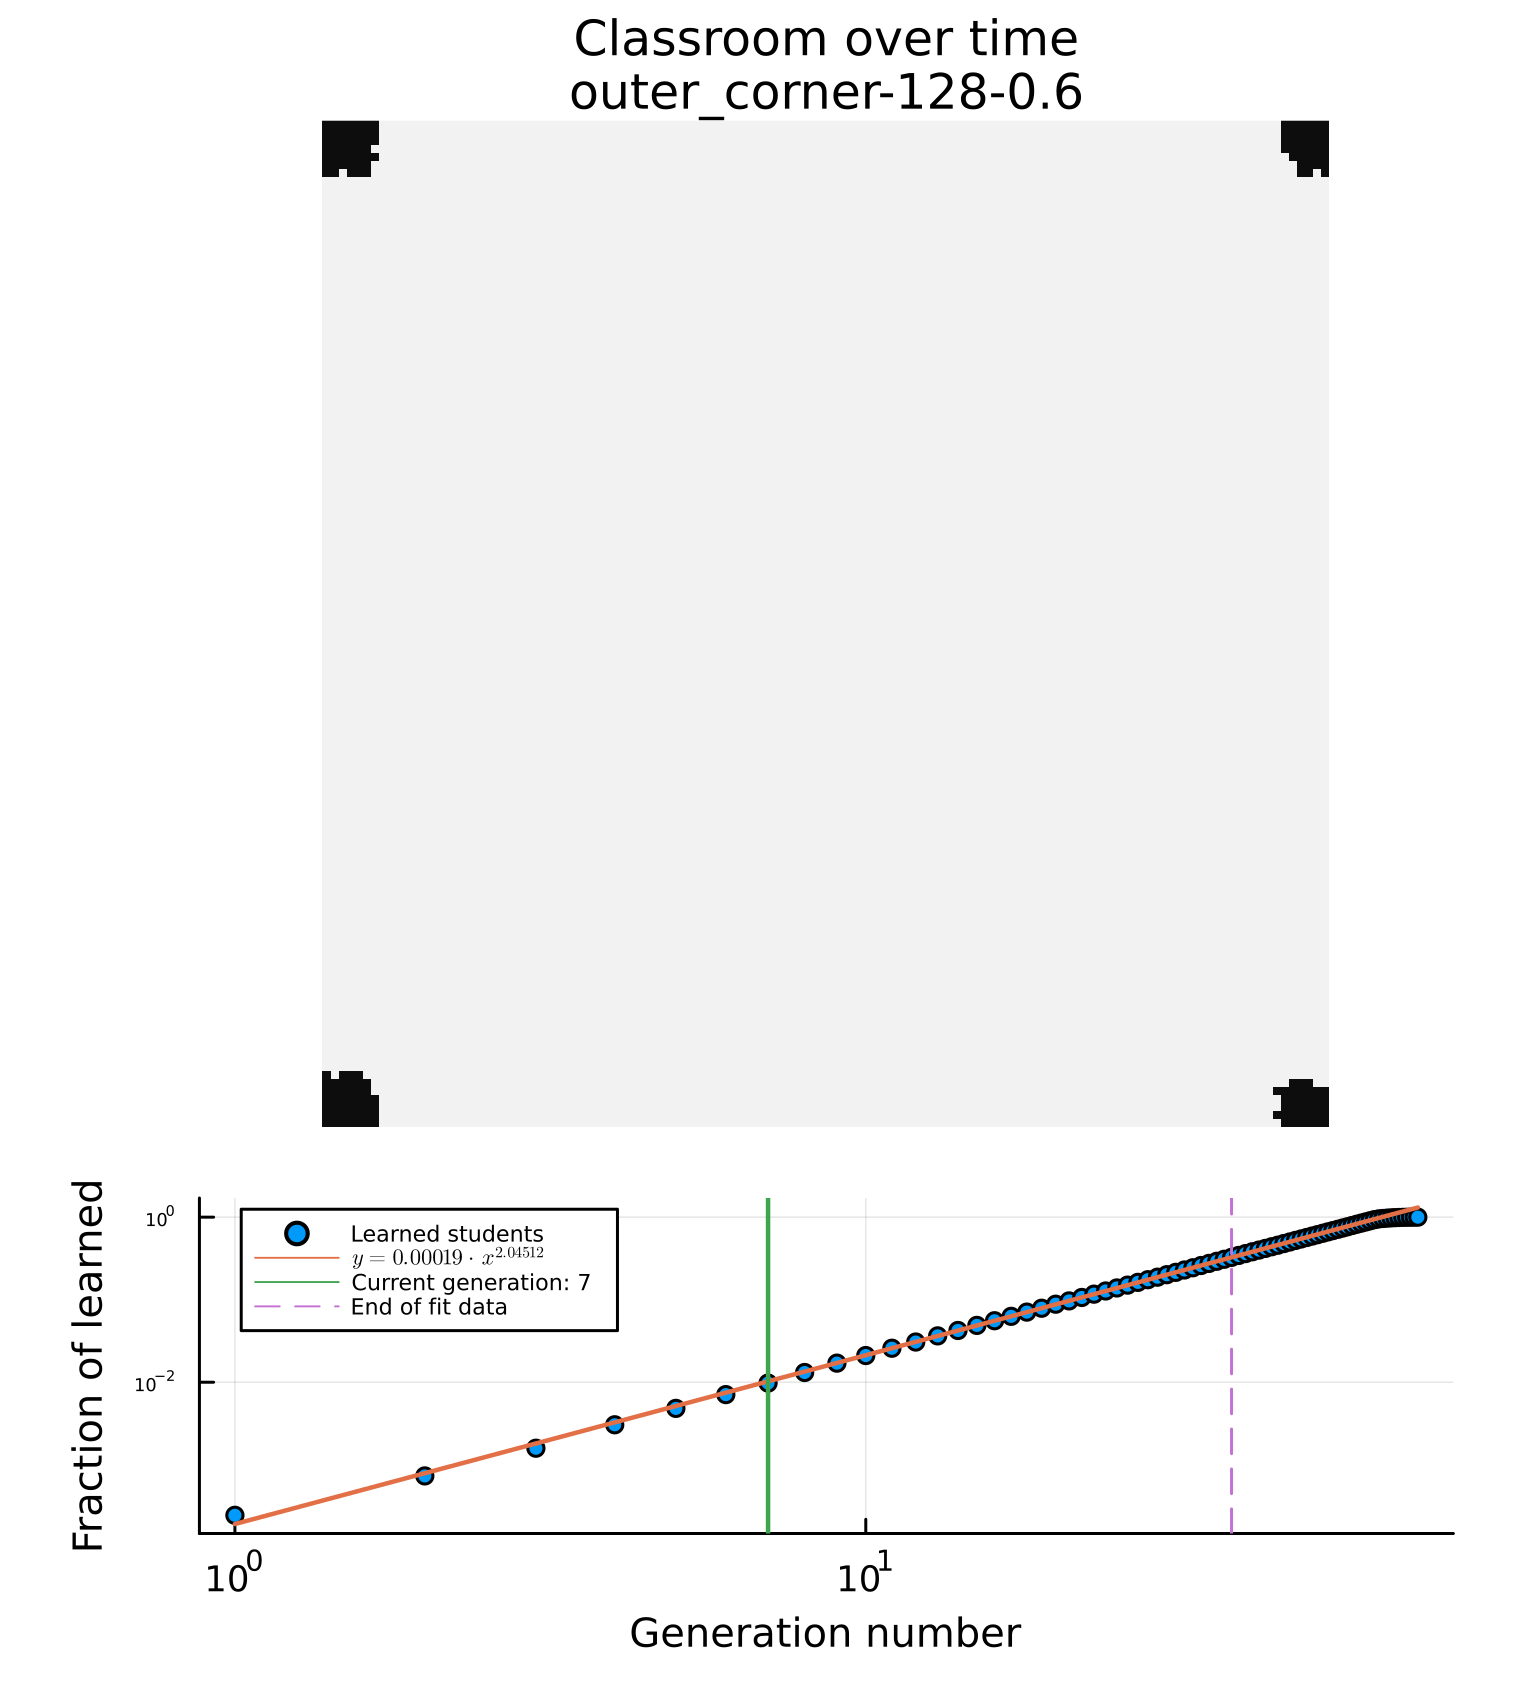 Classroom over time
outer_corner-128-0.6
Fraction of learned
10⁰
10⁻²
Learned students
y = 0.00019 · x^2.04512
Current generation: 7
End of fit data
10⁰
10¹
Generation number